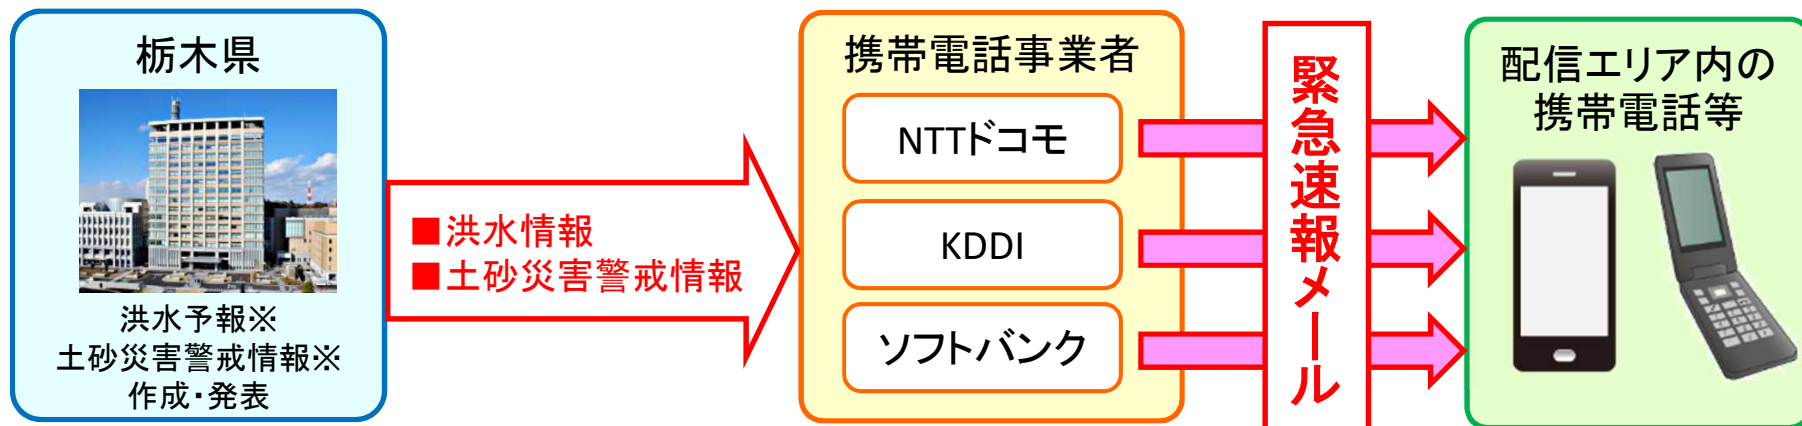 栃木県
洪水予報※
土砂災害警戒情報※
作成・発表
■洪水情報
■土砂災害警戒情報
携帯電話事業者
NTTドコモ
KDDI
ソフトバンク
緊急速報メール
配信エリア内の
携帯電話等